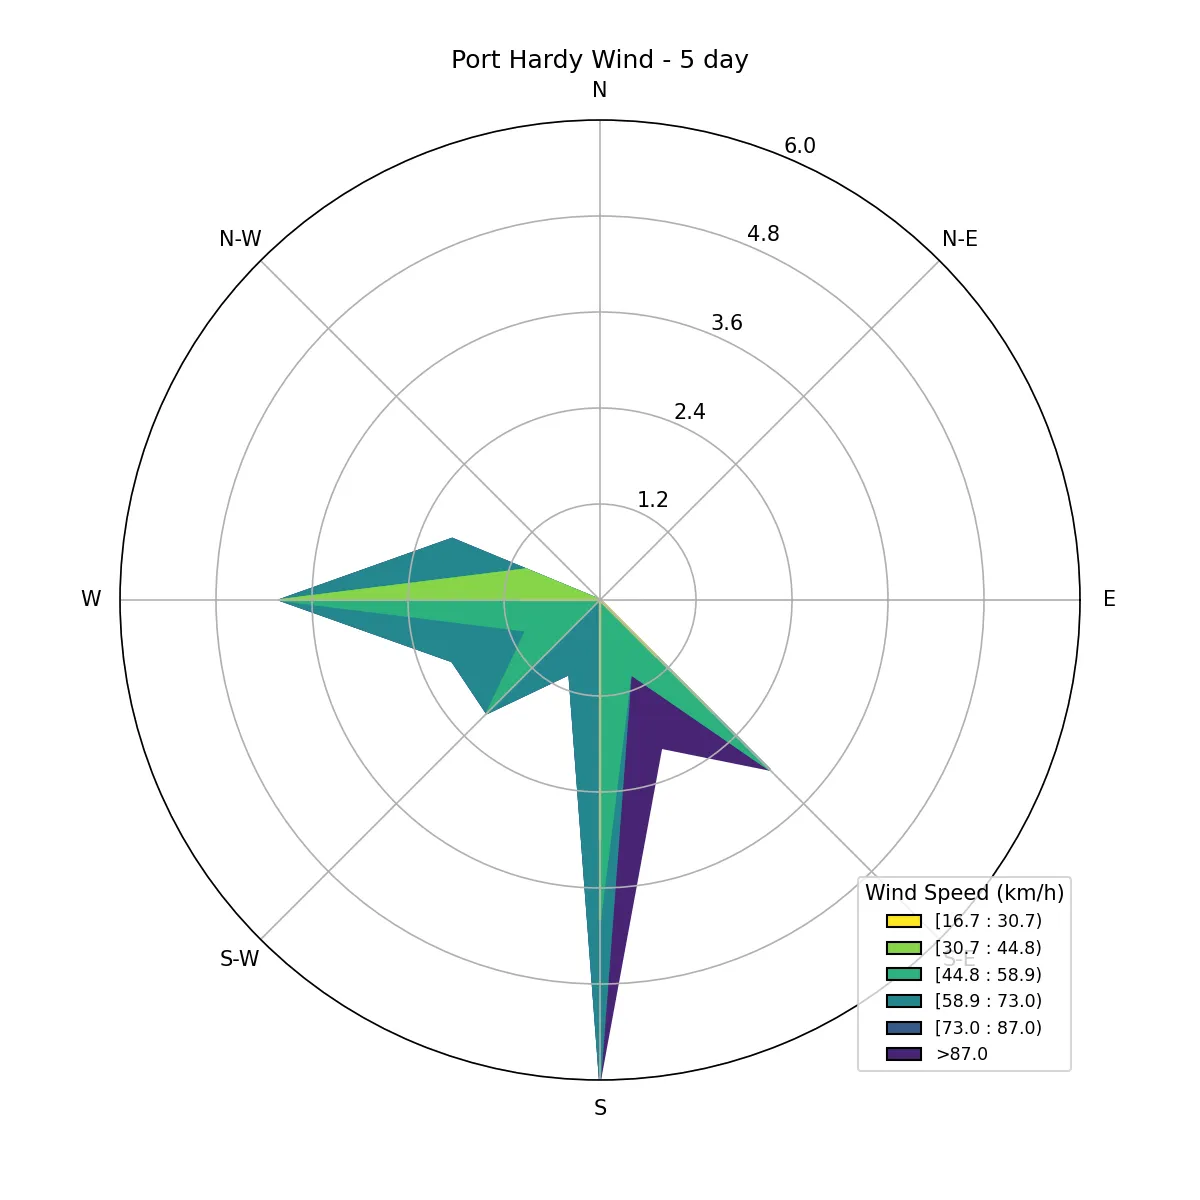 Port Hardy Wind - 5 day
N
6.0
N-W
N-E
4.8
3.6
2.4
1.2
W
E
S-W
S-E
Wind Speed (km/h)
[16.7 : 30.7)
[30.7 : 44.8)
[44.8 : 58.9)
[58.9 : 73.0)
[73.0 : 87.0)
>87.0
S